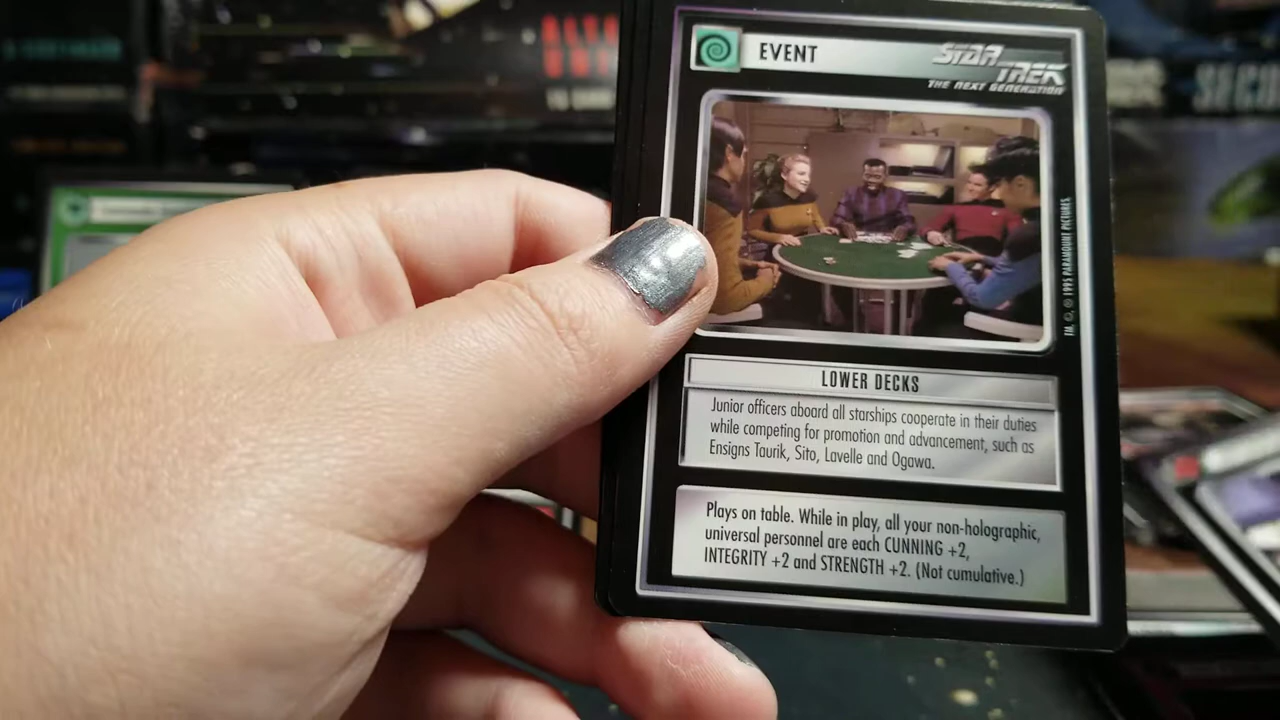 EVENT
STAR TREK
THE NEXT GENERATION
TM, ©, ® 1995 PARAMOUNT PICTURES.
LOWER DECKS
Junior officers aboard all starships cooperate in their duties
while competing for promotion and advancement, such as
Ensigns Taurik, Sito, Lavelle and Ogawa.
Plays on table. While in play, all your non-holographic,
universal personnel are each CUNNING +2,
INTEGRITY +2 and STRENGTH +2. (Not cumulative.)